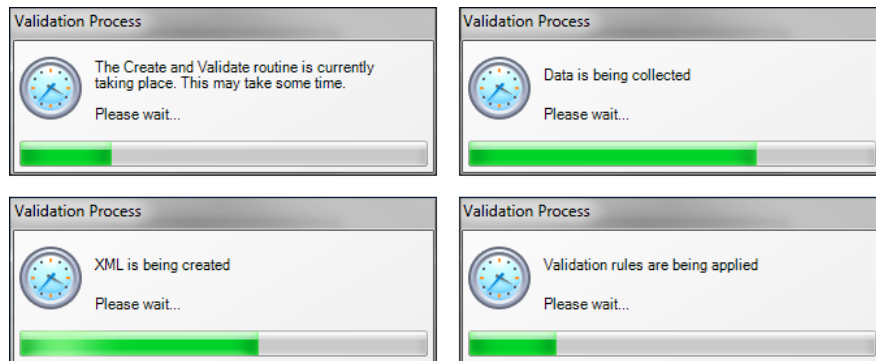 Validation Process
The Create and Validate routine is currently
taking place. This may take some time.
Please wait...
Validation Process
Data is being collected
Please wait...
Validation Process
XML is being created
Please wait...
Validation Process
Validation rules are being applied
Please wait...